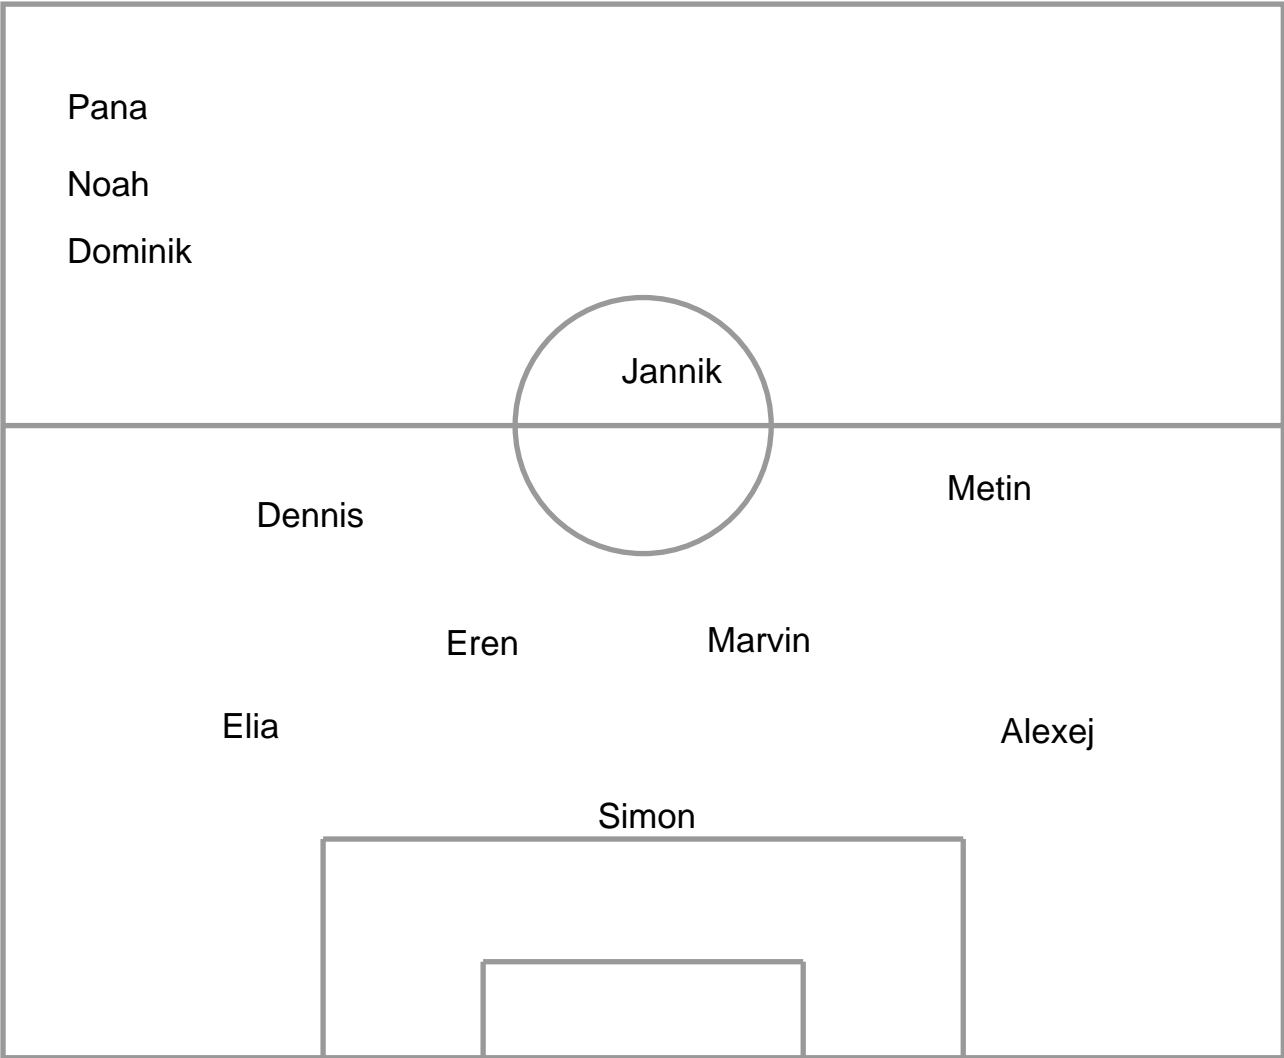 Pana
Noah
Dominik
Jannik
Metin
Dennis
Eren
Marvin
Elia
Alexej
Simon